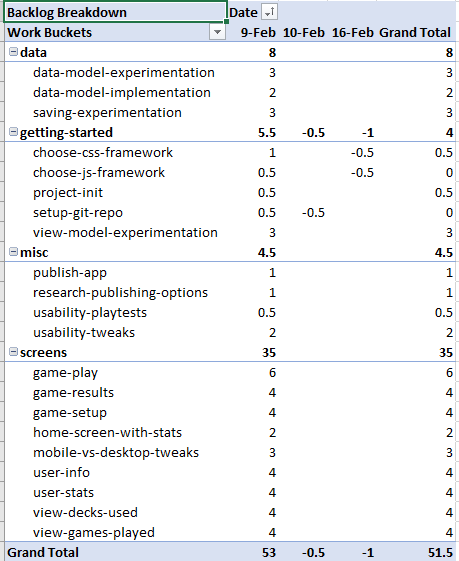 Backlog Breakdown Date
Work Buckets 9-Feb 10-Feb 16-Feb Grand Total
data 8 8
data-model-experimentation 3 3
data-model-implementation 2 2
saving-experimentation 3 3
getting-started 5.5 -0.5 -1 4
choose-css-framework 1 -0.5 0.5
choose-js-framework 0.5 -0.5 0
project-init 0.5 0.5
setup-git-repo 0.5 -0.5 0
view-model-experimentation 3 3
misc 4.5 4.5
publish-app 1 1
research-publishing-options 1 1
usability-playtests 0.5 0.5
usability-tweaks 2 2
screens 35 35
game-play 6 6
game-results 4 4
game-setup 4 4
home-screen-with-stats 2 2
mobile-vs-desktop-tweaks 3 3
user-info 4 4
user-stats 4 4
view-decks-used 4 4
view-games-played 4 4
Grand Total 53 -0.5 -1 51.5